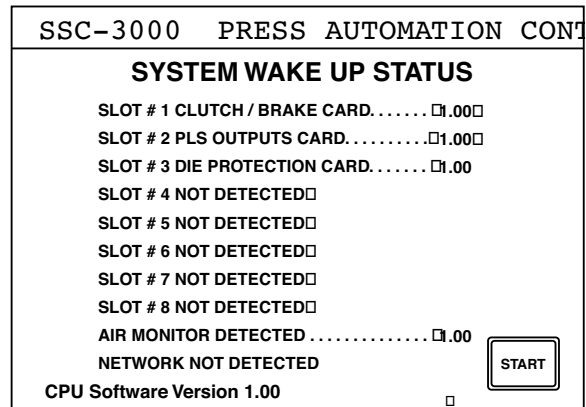 SSC-3000 PRESS AUTOMATION CONT
SYSTEM WAKE UP STATUS
SLOT # 1 CLUTCH / BRAKE CARD. . . . . . . □1.00□
SLOT # 2 PLS OUTPUTS CARD. . . . . . . . . .□1.00□
SLOT # 3 DIE PROTECTION CARD. . . . . . . □1.00
SLOT # 4 NOT DETECTED□
SLOT # 5 NOT DETECTED□
SLOT # 6 NOT DETECTED□
SLOT # 7 NOT DETECTED□
SLOT # 8 NOT DETECTED□
AIR MONITOR DETECTED . . . . . . . . . . . . . . □1.00
NETWORK NOT DETECTED
START
CPU Software Version 1.00
□